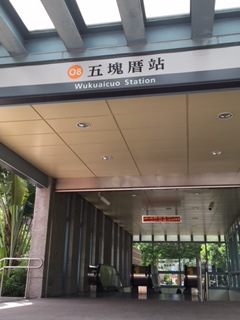 O8 五塊厝站
Wukuaicuo Station